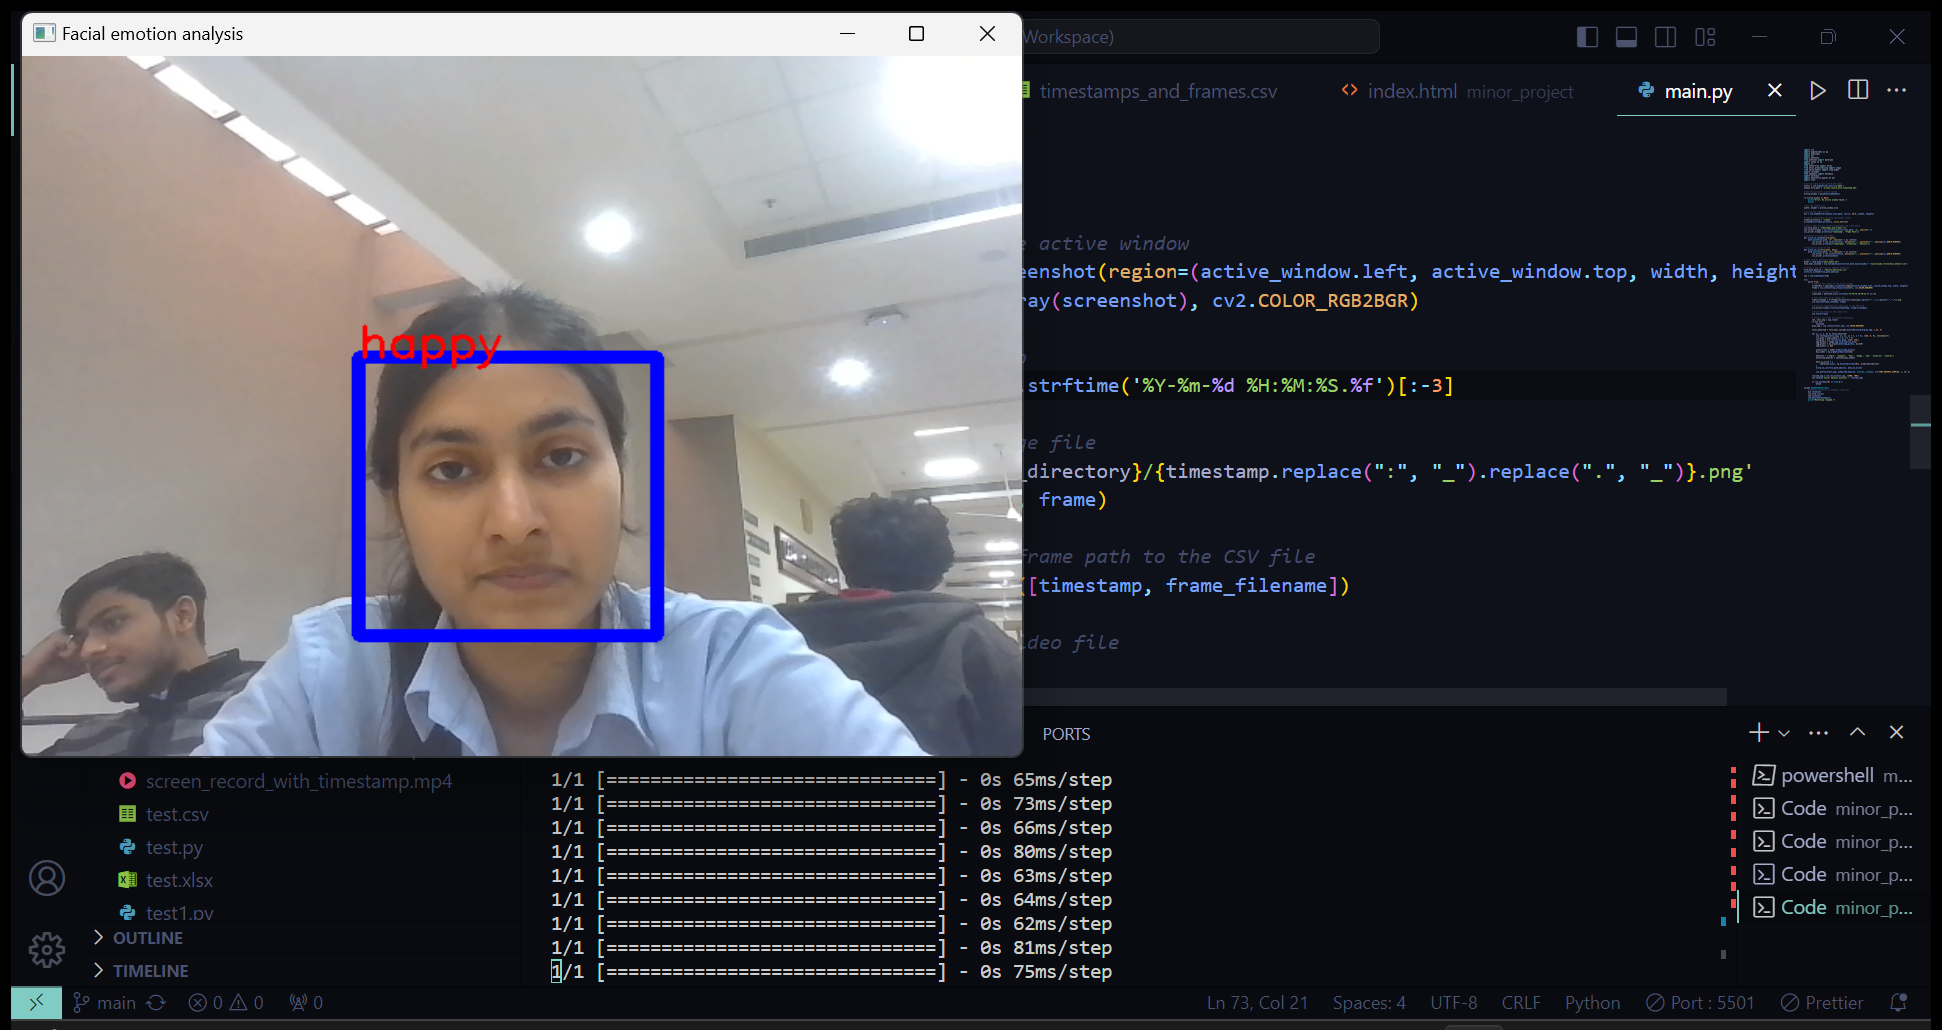 Facial emotion analysis
Workspace)
timestamps_and_frames.csv
index.html minor_project
main.py
happy
active window
eenshot(region=(active_window.left, active_window.top, width, height
ray(screenshot), cv2.COLOR_RGB2BGR)
.strftime('%Y-%m-%d %H:%M:%S.%f')[:-3]
ge file
_directory}/{timestamp.replace(":", "_").replace(".", "_")}.png'
frame)
frame path to the CSV file
([timestamp, frame_filename])
ideo file
PORTS
screen_record_with_timestamp.mp4
test.csv
test.py
test.xlsx
test1.py
OUTLINE
TIMELINE
1/1 [==============================] - 0s 65ms/step
1/1 [==============================] - 0s 73ms/step
1/1 [==============================] - 0s 66ms/step
1/1 [==============================] - 0s 80ms/step
1/1 [==============================] - 0s 63ms/step
1/1 [==============================] - 0s 64ms/step
1/1 [==============================] - 0s 62ms/step
1/1 [==============================] - 0s 81ms/step
1/1 [==============================] - 0s 75ms/step
powershell m...
Code minor_p...
Code minor_p...
Code minor_p...
Code minor_p...
main
0 0
0
Ln 73, Col 21
Spaces: 4
UTF-8
CRLF
Python
Port : 5501
Prettier